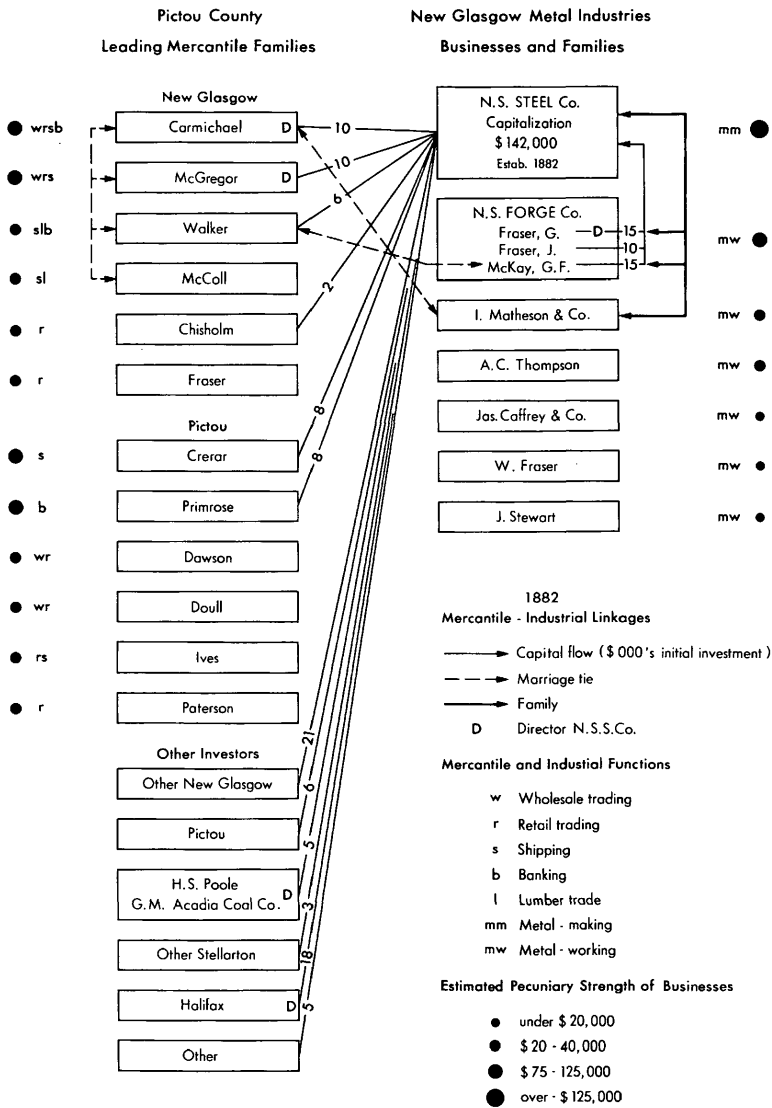 Pictou County
Leading Mercantile Families
New Glasgow
wrsb Carmichael D 10
wrs McGregor D 10
slb Walker 6
sl McColl
r Chisholm 2
r Fraser
Pictou
s Crerar 8
b Primrose 8
wr Dawson
wr Doull
rs Ives
r Paterson
Other Investors
Other New Glasgow 21
Pictou 6
H.S. Poole
G.M. Acadia Coal Co. D 5
Other Stellarton 3
Halifax D 18
Other 5
New Glasgow Metal Industries
Businesses and Families
N.S. STEEL Co.
Capitalization
$ 142,000
Estab. 1882
mm
N.S. FORGE Co.
Fraser, G. D 15
Fraser, J. 10
McKay, G.F. 15
mw
I. Matheson & Co. mw
A.C. Thompson mw
Jas. Caffrey & Co. mw
W. Fraser mw
J. Stewart mw
1882
Mercantile - Industrial Linkages
Capital flow ( $ 000's initial investment )
Marriage tie
Family
D Director N.S.S.Co.
Mercantile and Industial Functions
w Wholesale trading
r Retail trading
s Shipping
b Banking
l Lumber trade
mm Metal - making
mw Metal - working
Estimated Pecuniary Strength of Businesses
under $ 20,000
$ 20 - 40,000
$ 75 - 125,000
over - $ 125,000